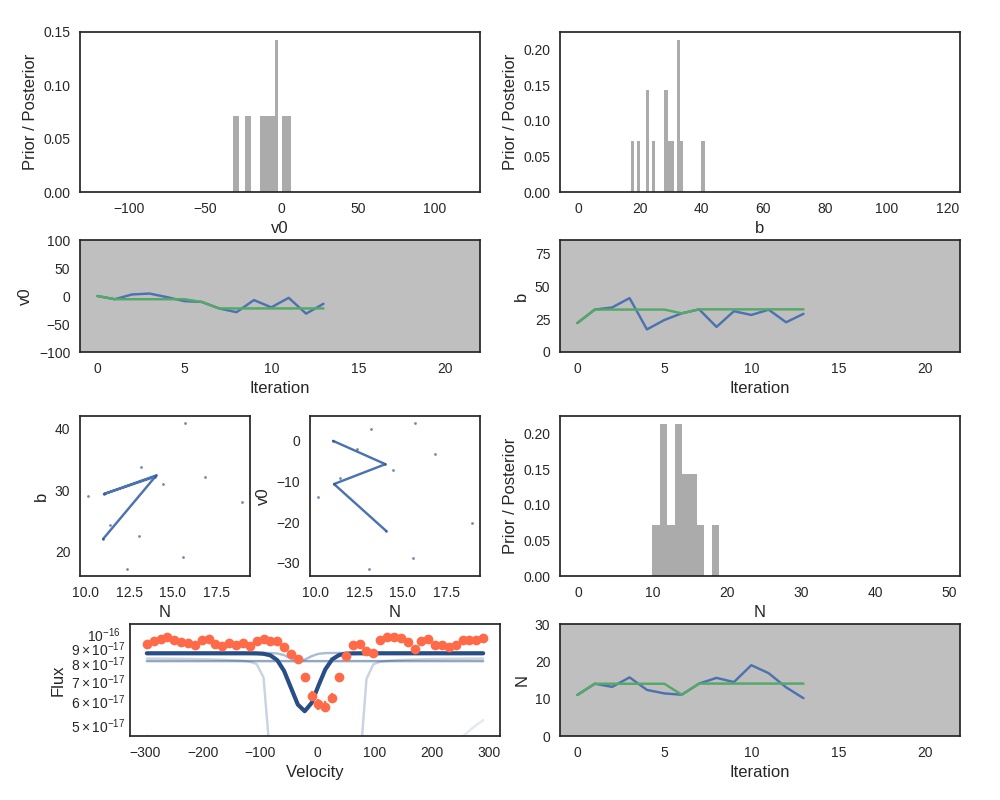 0.15
0.10
0.05
0.00
Prior / Posterior
−100 −50 0 50 100
v0
0.20
0.15
0.10
0.05
0.00
Prior / Posterior
0 20 40 60 80 100 120
b
100
50
0
−50
−100
v0
0 5 10 15 20
Iteration
75
50
25
0
b
0 5 10 15 20
Iteration
40
30
20
b
10.0 12.5 15.0 17.5
N
0
−10
−20
−30
v0
10.0 12.5 15.0 17.5
N
0.20
0.15
0.10
0.05
0.00
Prior / Posterior
0 10 20 30 40 50
N
10⁻¹⁶
9 × 10⁻¹⁷
8 × 10⁻¹⁷
7 × 10⁻¹⁷
6 × 10⁻¹⁷
5 × 10⁻¹⁷
Flux
−300 −200 −100 0 100 200 300
Velocity
30
20
10
0
N
0 5 10 15 20
Iteration